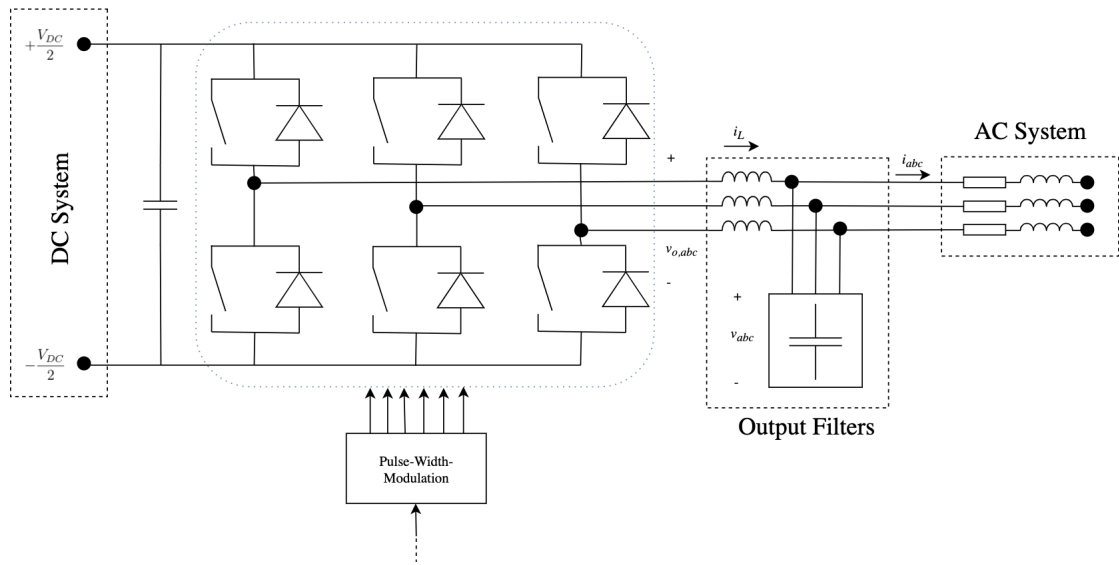 +V_DC/2
DC System
-V_DC/2
+
v_o,abc
-
i_L
i_abc
AC System
+
v_abc
-
Output Filters
Pulse-Width-
Modulation